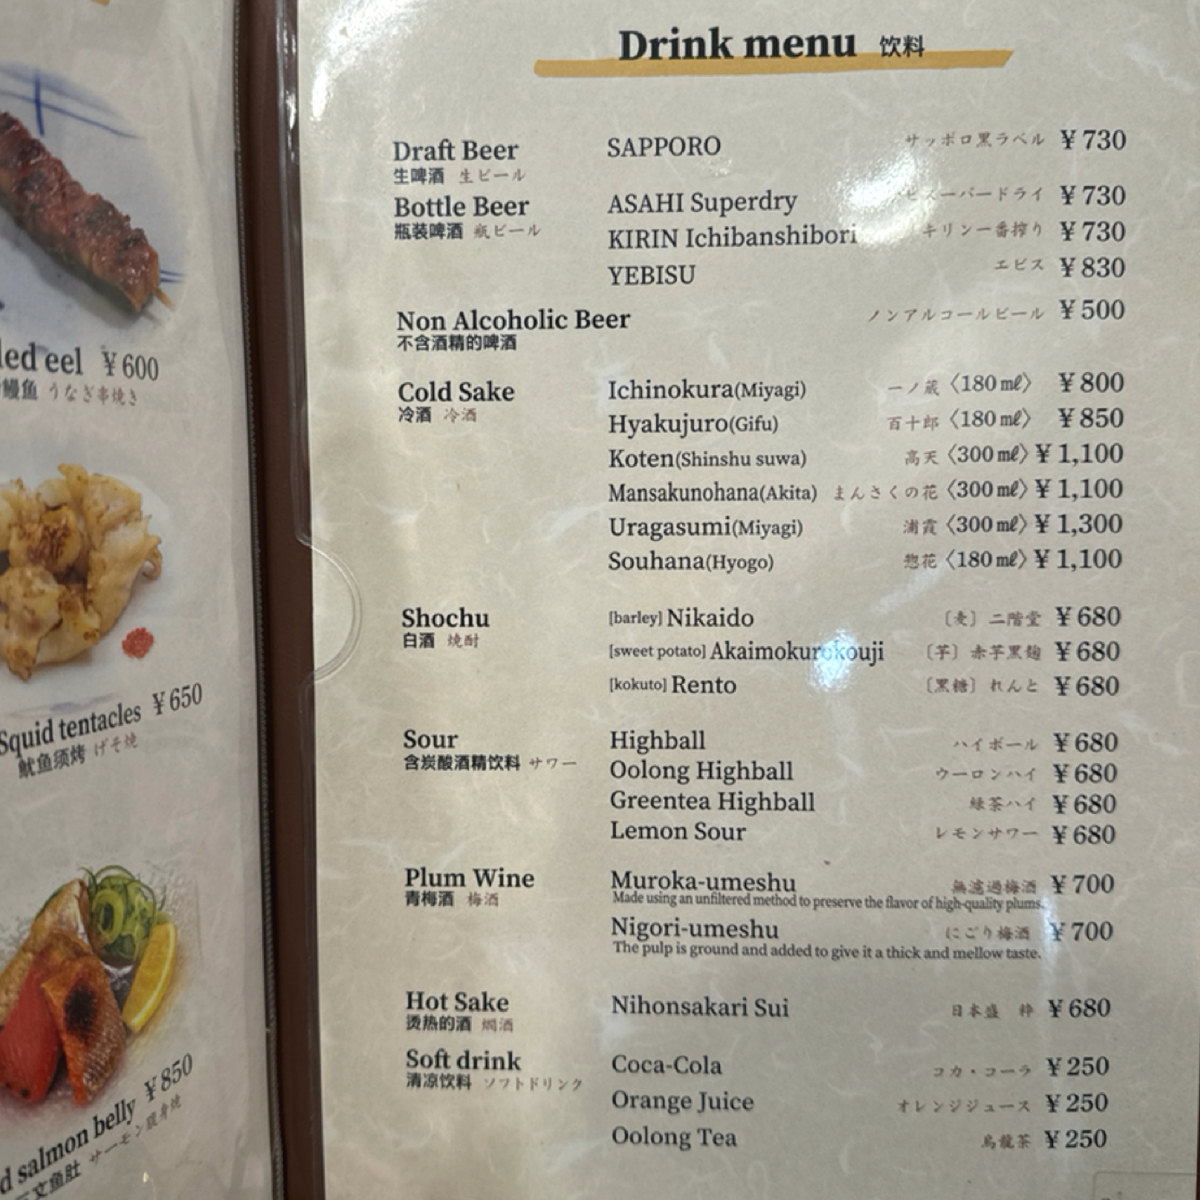 led eel ¥600
鳗鱼 うなぎ串焼き
Squid tentacles ¥650
鱿鱼须烤 げそ焼
d salmon belly ¥850
三文鱼肚 サーモン腹身焼
Drink menu 饮料
Draft Beer SAPPORO サッポロ黒ラベル ¥730
生啤酒 生ビール
Bottle Beer ASAHI Superdry スーパードライ ¥730
瓶装啤酒 瓶ビール
KIRIN Ichibanshibori キリン一番搾り ¥730
YEBISU エビス ¥830
Non Alcoholic Beer ノンアルコールビール ¥500
不含酒精的啤酒
Cold Sake Ichinokura(Miyagi) 一ノ蔵〈180㎖〉 ¥800
冷酒 冷酒
Hyakujuro(Gifu) 百十郎〈180㎖〉 ¥850
Koten(Shinshu suwa) 高天〈300㎖〉¥1,100
Mansakunohana(Akita) まんさくの花〈300㎖〉¥1,100
Uragasumi(Miyagi) 浦霞〈300㎖〉¥1,300
Souhana(Hyogo) 惣花〈180㎖〉¥1,100
Shochu [barley] Nikaido 〔麦〕二階堂 ¥680
白酒 焼酎
[sweet potato] Akaimokurokouji 〔芋〕赤芋黒麹 ¥680
[kokuto] Rento 〔黒糖〕れんと ¥680
Sour Highball ハイボール ¥680
含炭酸酒精饮料 サワー
Oolong Highball ウーロンハイ ¥680
Greentea Highball 緑茶ハイ ¥680
Lemon Sour レモンサワー ¥680
Plum Wine Muroka-umeshu 無濾過梅酒 ¥700
青梅酒 梅酒
Made using an unfiltered method to preserve the flavor of high-quality plums.
Nigori-umeshu にごり梅酒 ¥700
The pulp is ground and added to give it a thick and mellow taste.
Hot Sake Nihonsakari Sui 日本盛 粋 ¥680
烫热的酒 燗酒
Soft drink Coca-Cola コカ・コーラ ¥250
清凉饮料 ソフトドリンク
Orange Juice オレンジジュース ¥250
Oolong Tea 烏龍茶 ¥250